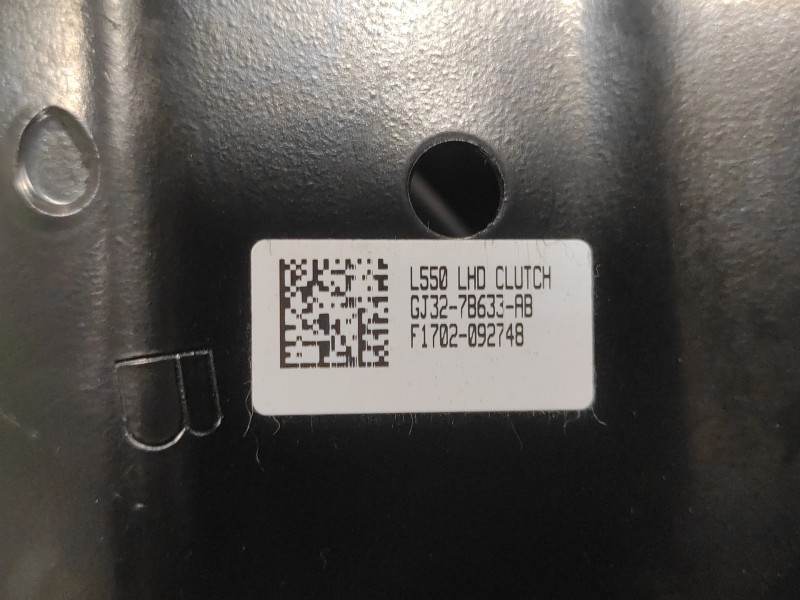 L550 LHD CLUTCH
GJ32-7B633-AB
F1702-092748
B